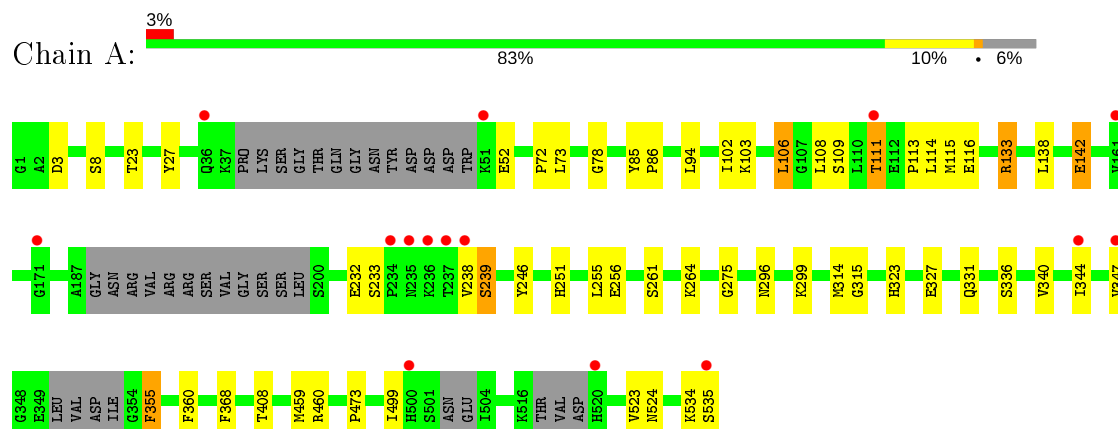 3%
Chain A:
83% 10% • 6%
G1 A2 D3 S8 T23 Y27 Q36 K37 PRO LYS SER GLY THR GLN GLY ASN TYR ASP ASP ASP TRP K51 E52 P72 L73 G78 Y85 P86 L94 I102 K103 L106 G107 L108 S109 L110 T111 E112 P113 L114 M115 E116 R133 L138 E142 V161
G171 A187 GLY ASN ARG VAL ARG ARG SER VAL GLY SER SER LEU S200 E232 S233 P234 N235 K236 T237 V238 S239 Y246 H251 L255 E256 S261 K264 G275 N296 K299 M314 G315 H323 E327 Q331 S336 V340 I344 V347
G348 E349 LEU VAL ASP ILE G354 F355 F360 F368 T408 M459 R460 P473 I499 H500 S501 ASN GLU I504 K516 THR VAL ASP H520 V523 N524 K534 S535